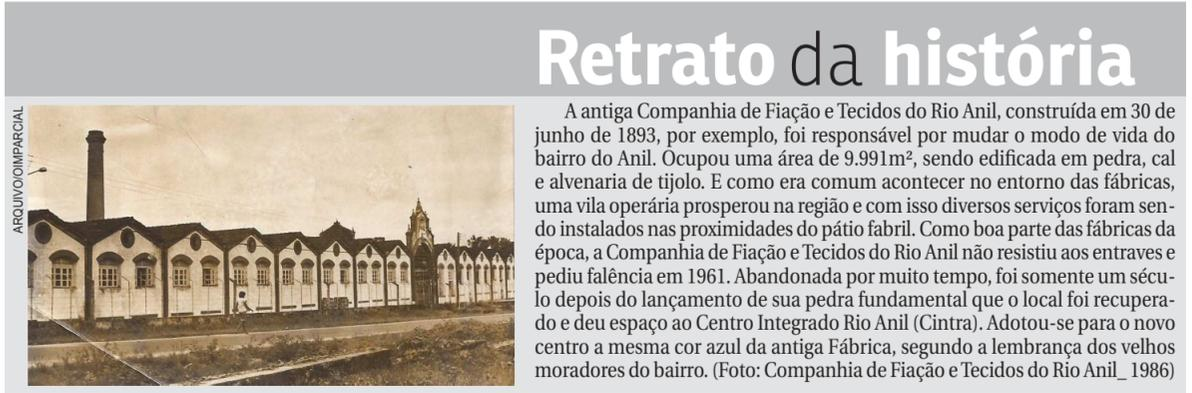 Retrato da história
ARQUIVO/OIMPARCIAL
A antiga Companhia de Fiação e Tecidos do Rio Anil, construída em 30 de
junho de 1893, por exemplo, foi responsável por mudar o modo de vida do
bairro do Anil. Ocupou uma área de 9.991m², sendo edificada em pedra, cal
e alvenaria de tijolo. E como era comum acontecer no entorno das fábricas,
uma vila operária prosperou na região e com isso diversos serviços foram sen-
do instalados nas proximidades do pátio fabril. Como boa parte das fábricas da
época, a Companhia de Fiação e Tecidos do Rio Anil não resistiu aos entraves e
pediu falência em 1961. Abandonada por muito tempo, foi somente um sécu-
lo depois do lançamento de sua pedra fundamental que o local foi recupera-
do e deu espaço ao Centro Integrado Rio Anil (Cintra). Adotou-se para o novo
centro a mesma cor azul da antiga Fábrica, segundo a lembrança dos velhos
moradores do bairro. (Foto: Companhia de Fiação e Tecidos do Rio Anil_ 1986)